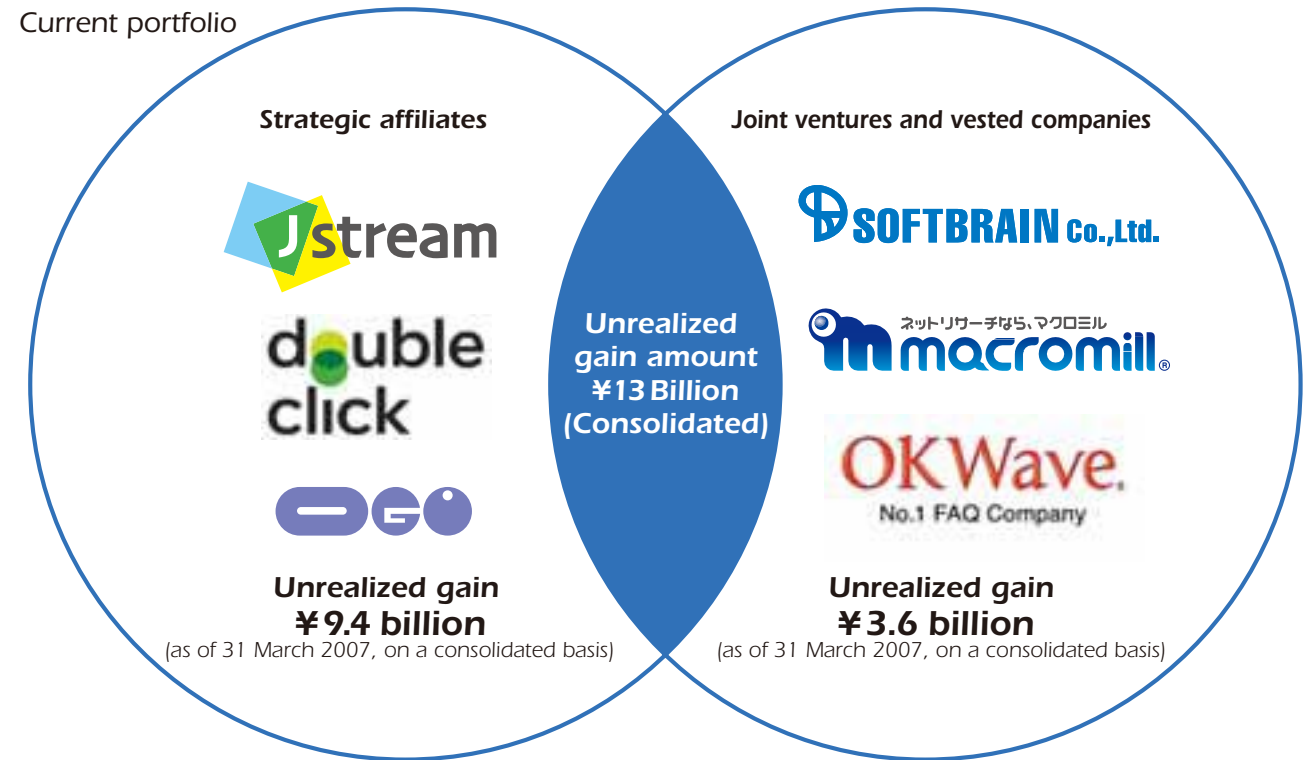 Current portfolio
Strategic affiliates
Jstream
double
click
GO
Unrealized gain
¥9.4 billion
(as of 31 March 2007, on a consolidated basis)
Unrealized
gain amount
¥13 Billion
(Consolidated)
Joint ventures and vested companies
SOFTBRAIN Co.,Ltd.
ネットリサーチなら、マクロミル
macromill®
OKWave®
No.1 FAQ Company
Unrealized gain
¥3.6 billion
(as of 31 March 2007, on a consolidated basis)